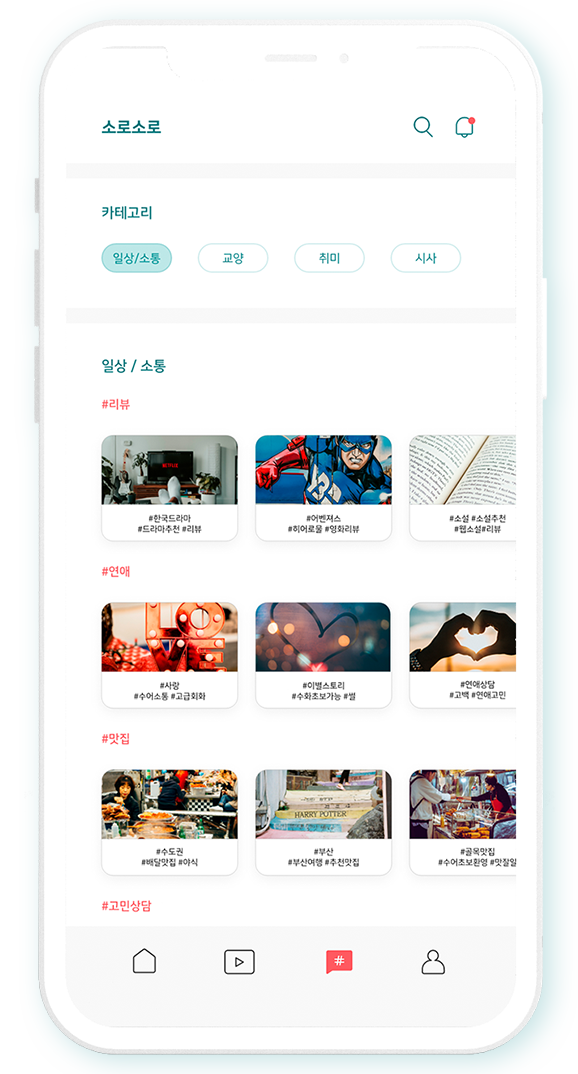 소로소로
카테고리
일상/소통 교양 취미 시사
일상 / 소통
#리뷰
NETFLIX
#한국드라마
#드라마추천 #리뷰
#어벤져스
#히어로물 #영화리뷰
#소설 #소설추천
#웹소설#리뷰
#연애
LOVE
#사랑
#수어소통 #고급회화
#이별스토리
#수화초보가능 #썰
#연애상담
#고백 #연애고민
#맛집
HARRY POTTER
#수도권
#배달맛집 #야식
#부산
#부산여행 #추천맛집
#골목맛집
#수어초보환영 #맛잘알
#고민상담
#